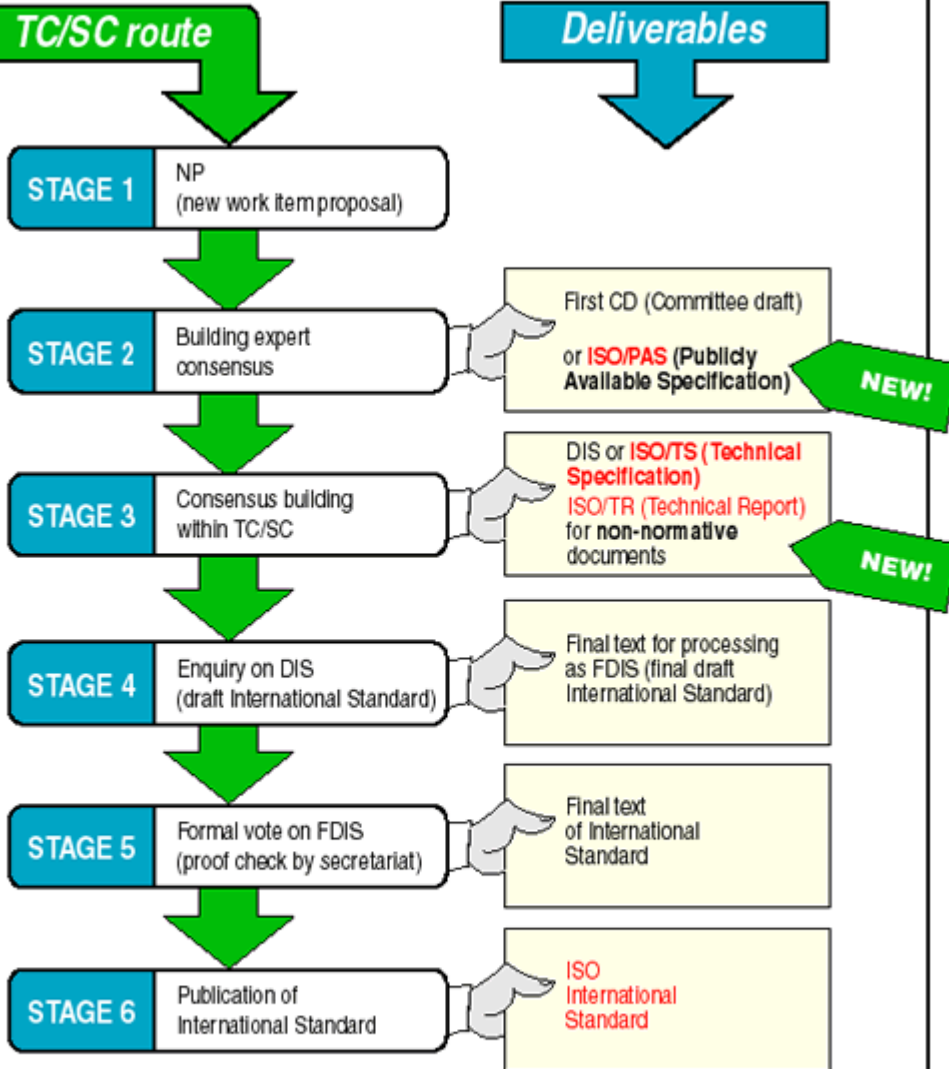 TC/SC route
Deliverables
STAGE 1
NP
(new work item proposal)
STAGE 2
Building expert
consensus
First CD (Committee draft)
or ISO/PAS (Publicly
Available Specification)
NEW!
STAGE 3
Consensus building
within TC/SC
DIS or ISO/TS (Technical
Specification)
ISO/TR (Technical Report)
for non-normative
documents
NEW!
STAGE 4
Enquiry on DIS
(draft International Standard)
Final text for processing
as FDIS (final draft
International Standard)
STAGE 5
Formal vote on FDIS
(proof check by secretariat)
Final text
of International
Standard
STAGE 6
Publication of
International Standard
ISO
International
Standard